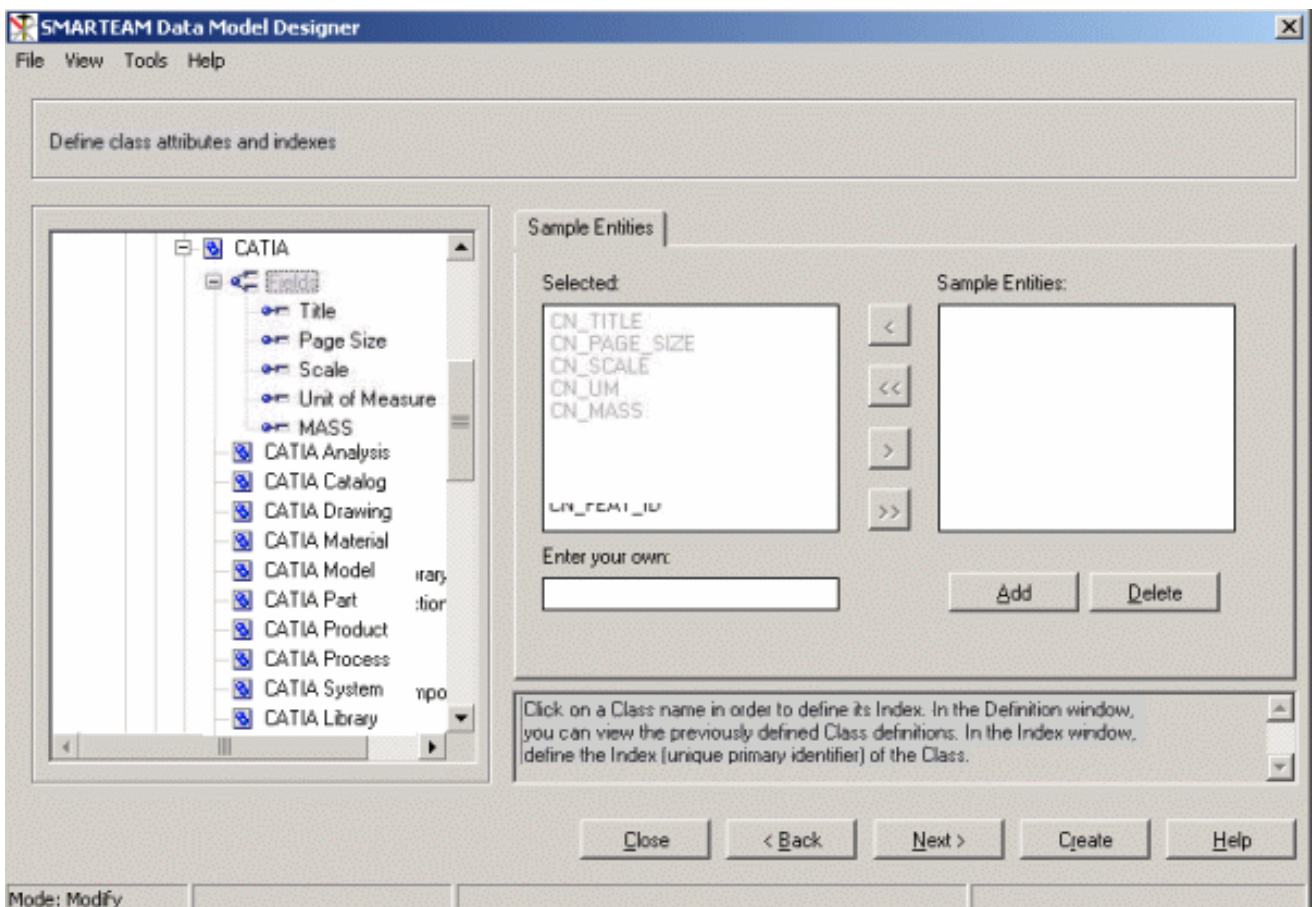 SMARTEAM Data Model Designer
File View Tools Help
Define class attributes and indexes
CATIA
Fields
Title
Page Size
Scale
Unit of Measure
MASS
CATIA Analysis
CATIA Catalog
CATIA Drawing
CATIA Material
CATIA Model
CATIA Part
CATIA Product
CATIA Process
CATIA System
CATIA Library
Sample Entities
Selected:
CN_TITLE
CN_PAGE_SIZE
CN_SCALE
CN_UM
CN_MASS
CN_FEAT_ID
Enter your own:
<
<<
>
>>
Sample Entities:
Add Delete
Click on a Class name in order to define its Index. In the Definition window,
you can view the previously defined Class definitions. In the Index window,
define the Index (unique primary identifier) of the Class.
Close < Back Next > Create Help
Mode: Modify